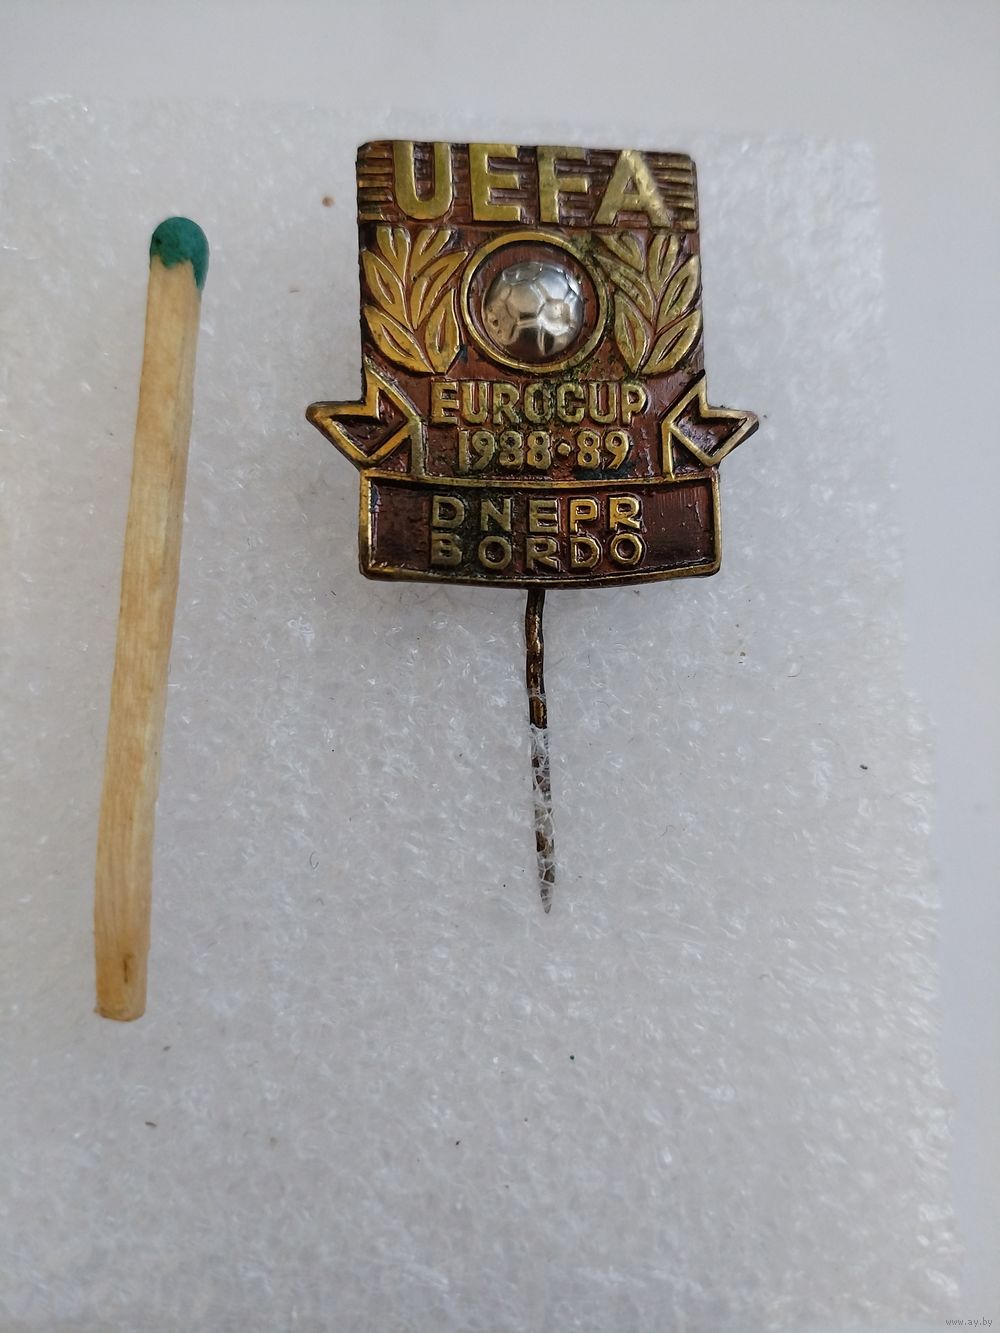 UEFA
EUROCUP
1988·89
DNEPR
BORDO
www.ay.by